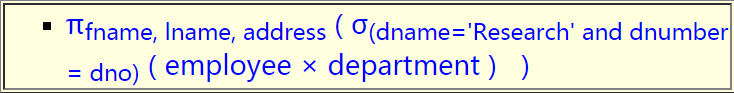 ▪ π fname, lname, address ( σ (dname='Research' and dnumber
= dno) ( employee × department ) )